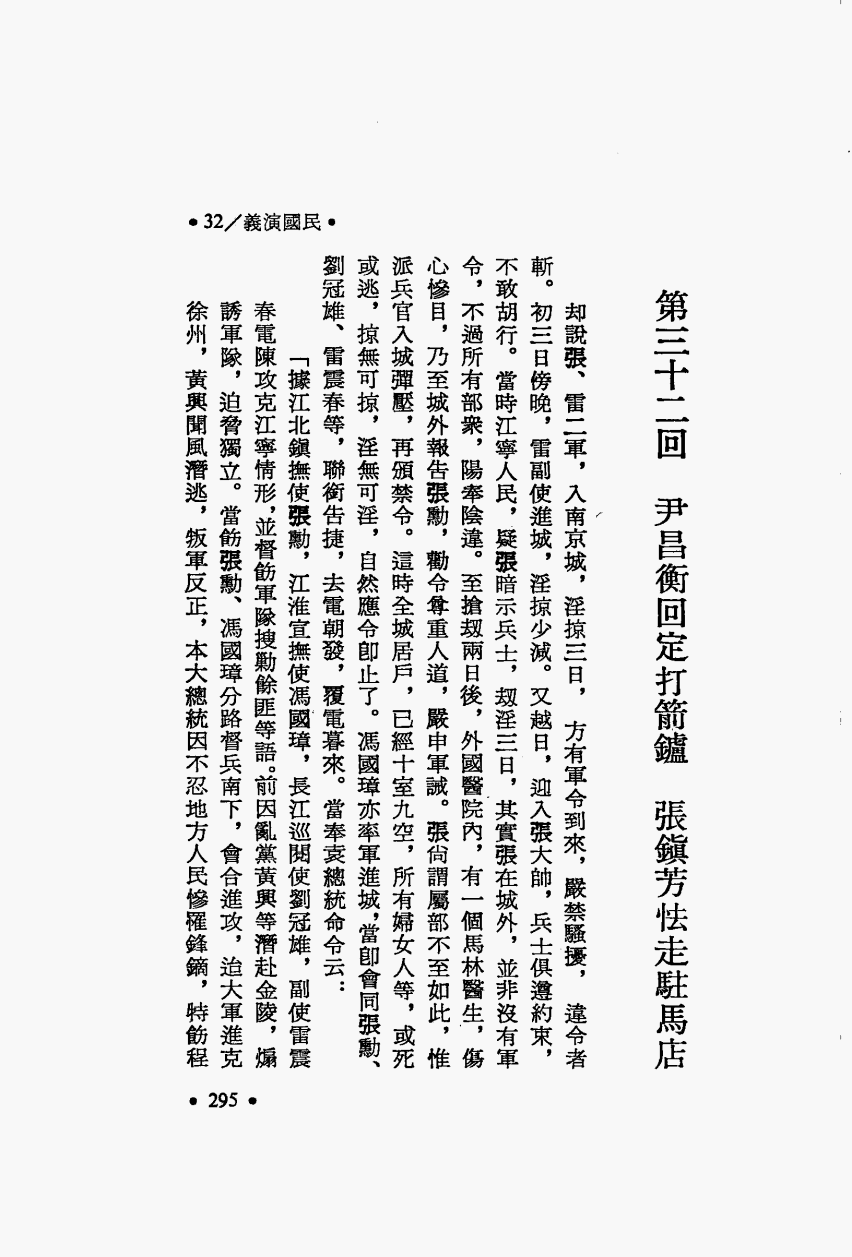 •32/義演國民•
第三十二回　尹昌衡回定打箭鑪　張鎮芳怯走駐馬店
却說張、雷二軍，入南京城，淫掠三日，方有軍令到來，嚴禁騷擾，違令者
斬。初三日傍晚，雷副使進城，淫掠少減。又越日，迎入張大帥，兵士俱遵約束，
不敢胡行。當時江寧人民，疑張暗示兵士，刼淫三日，其實張在城外，並非沒有軍
令，不過所有部衆，陽奉陰違。至搶刼兩日後，外國醫院內，有一個馬林醫生，傷
心慘目，乃至城外報告張勳，勸令尊重人道，嚴申軍誡。張尙謂屬部不至如此，惟
派兵官入城彈壓，再頒禁令。這時全城居戶，已經十室九空，所有婦女人等，或死
或逃，掠無可掠，淫無可淫，自然應令卽止了。馮國璋亦率軍進城，當卽會同張勳、
劉冠雄、雷震春等，聯銜告捷，去電朝發，覆電暮來。當奉袁總統命令云：
「據江北鎮撫使張勳，江淮宣撫使馮國璋，長江巡閱使劉冠雄，副使雷震
春電陳攻克江寧情形，並督飭軍隊搜勦餘匪等語。前因亂黨黃興等潛赴金陵，煽
誘軍隊，迫脅獨立。當飭張勳、馮國璋分路督兵南下，會合進攻，迨大軍進克
徐州，黃興聞風潛逃，叛軍反正，本大總統因不忍地方人民慘罹鋒鏑，特飭程
•295•